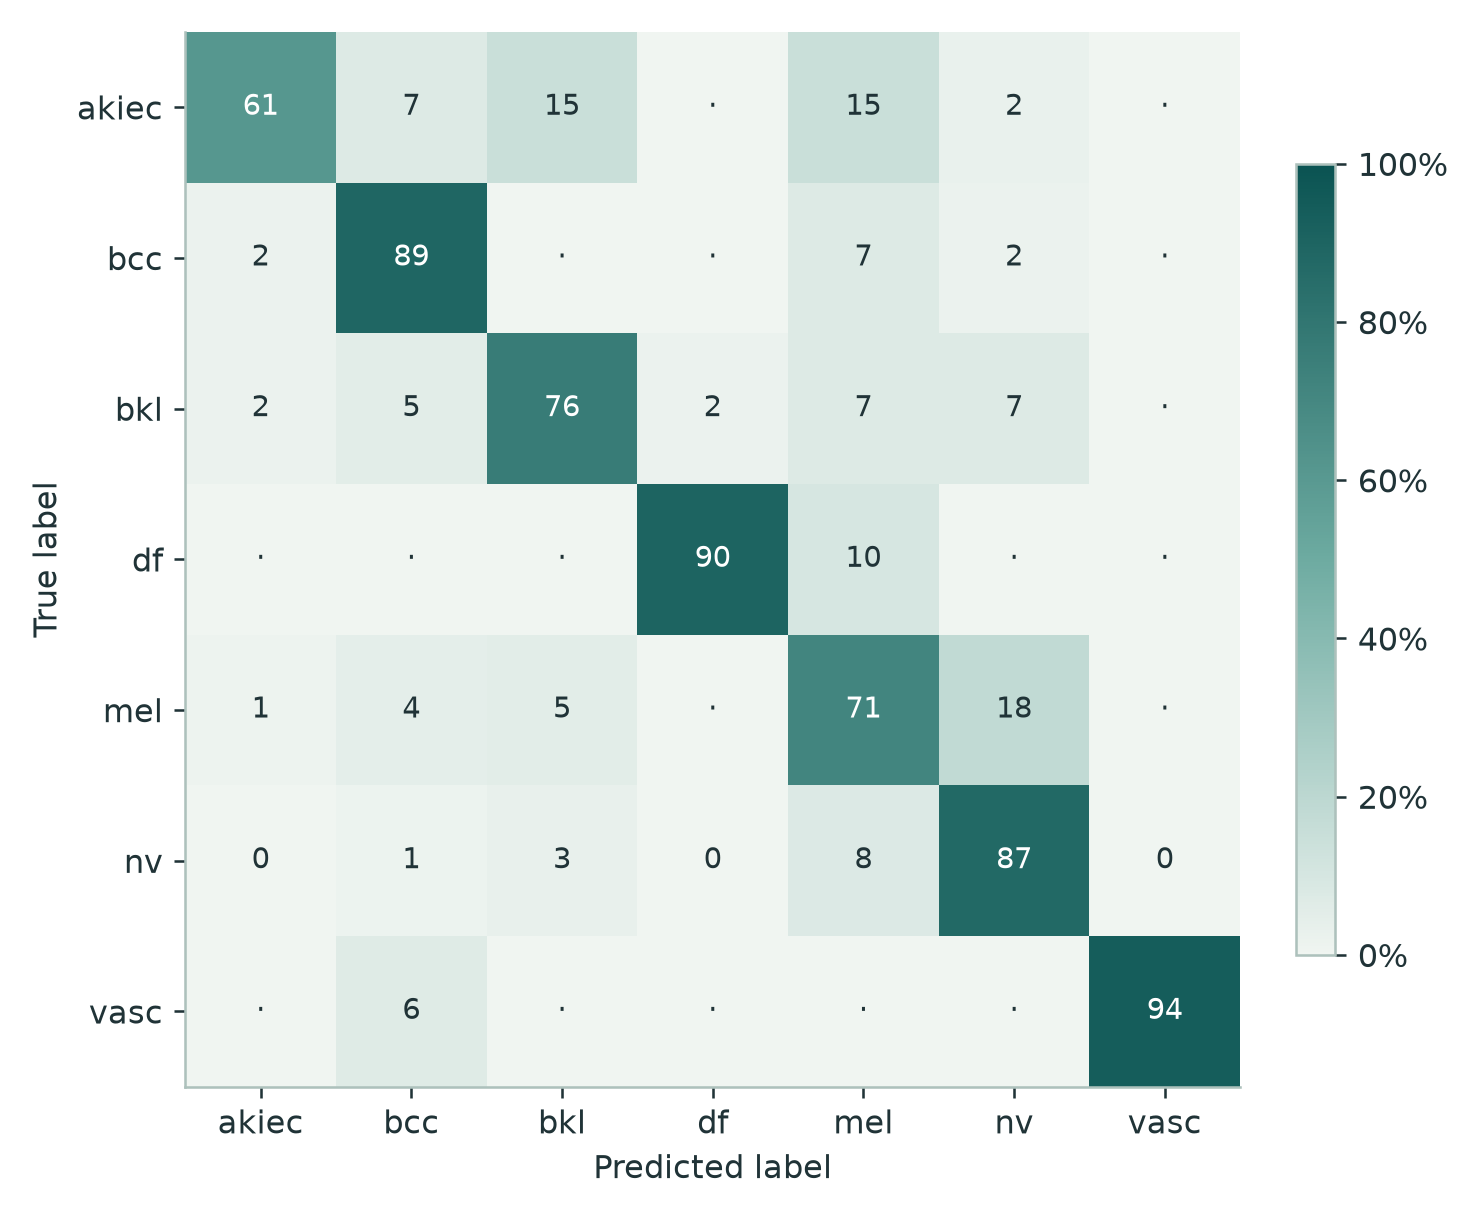 akiec 61 7 15 · 15 2 ·
bcc 2 89 · · 7 2 ·
bkl 2 5 76 2 7 7 ·
df · · · 90 10 · ·
mel 1 4 5 · 71 18 ·
nv 0 1 3 0 8 87 0
vasc · 6 · · · · 94
akiec bcc bkl df mel nv vasc
Predicted label
True label
100%
80%
60%
40%
20%
0%